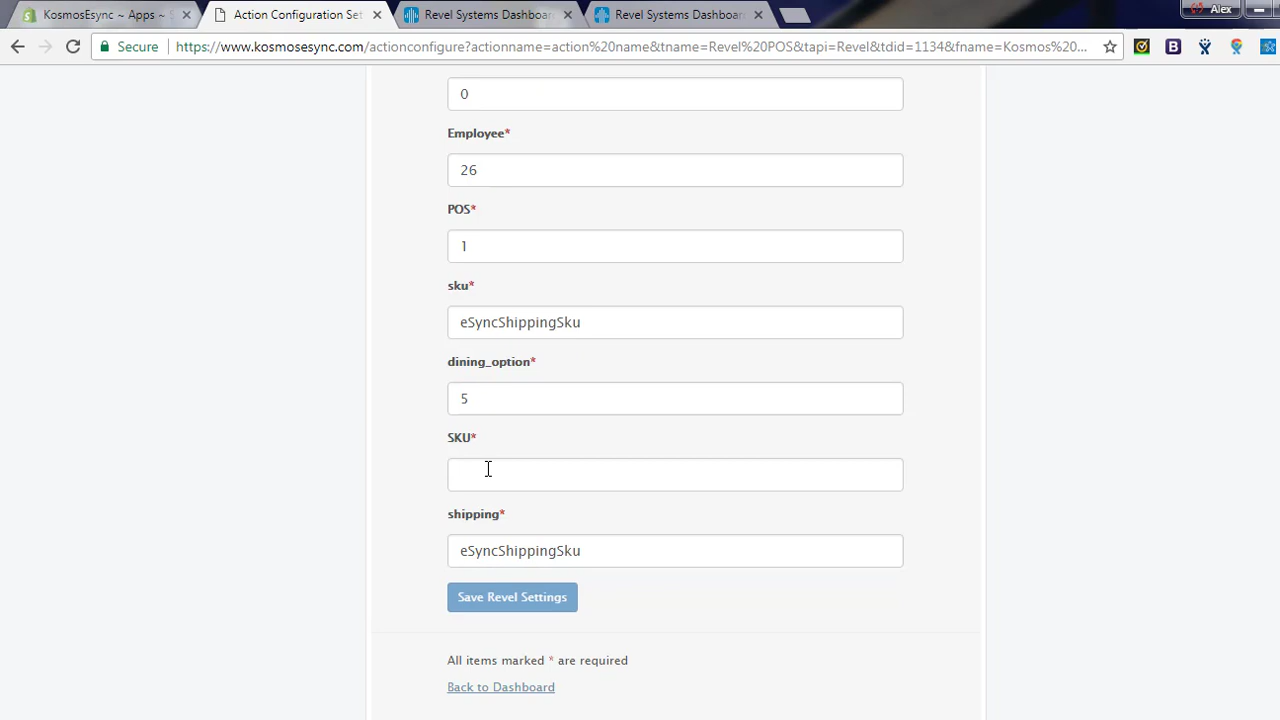 KosmosEsync ~ Apps ~
Action Configuration Set
Revel Systems Dashboar
Revel Systems Dashboar
Alex
Secure
https://www.kosmosesync.com/actionconfigure?actionname=action%20name&tname=Revel%20POS&tapi=Revel&tdid=1134&fname=Kosmos%20...
0
Employee*
26
POS*
1
sku*
eSyncShippingSku
dining_option*
5
SKU*
shipping*
eSyncShippingSku
Save Revel Settings
All items marked * are required
Back to Dashboard